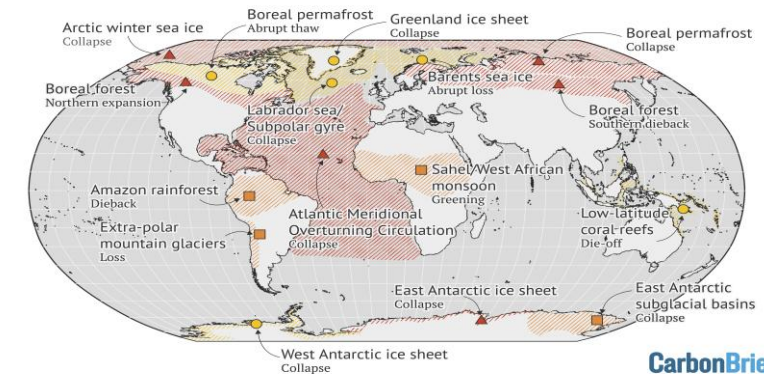 Arctic winter sea ice
Collapse
Boreal permafrost
Abrupt thaw
Greenland ice sheet
Collapse
Boreal permafrost
Collapse
Boreal forest
Northern expansion
Labrador sea/
Subpolar gyre
Collapse
Barents sea ice
Abrupt loss
Boreal forest
Southern dieback
Amazon rainforest
Dieback
Extra-polar
mountain glaciers
Loss
Atlantic Meridional
Overturning Circulation
Collapse
Sahel/West African
monsoon
Greening
Low-latitude
coral reefs
Die-off
East Antarctic ice sheet
Collapse
East Antarctic
subglacial basins
Collapse
West Antarctic ice sheet
Collapse
CarbonBrie